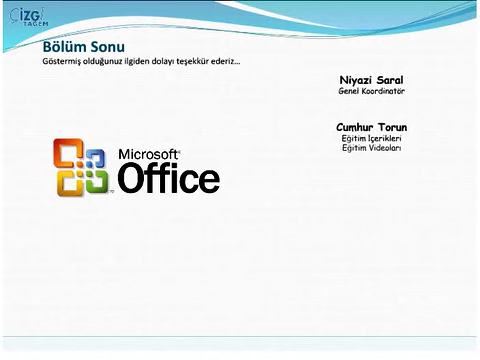 ÇİZGİ
TAGEM
Bölüm Sonu
Göstermiş olduğunuz ilgiden dolayı teşekkür ederiz...
Niyazi Saral
Genel Koordinatör
Cumhur Torun
Eğitim İçerikleri
Eğitim Videoları
Microsoft®
Office